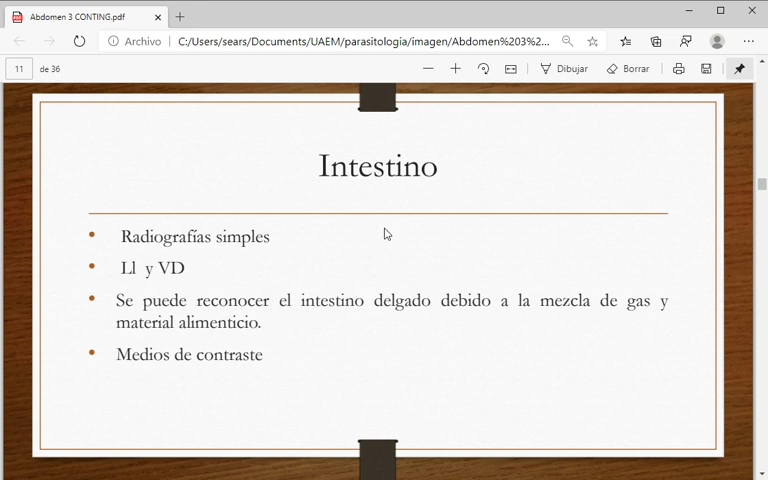 Abdomen 3 CONTING.pdf
Archivo
C:/Users/sears/Documents/UAEM/parasitologia/imagen/Abdomen%203%2...
11
de 36
Dibujar
Borrar
Intestino
• Radiografías simples
• Ll y VD
• Se puede reconocer el intestino delgado debido a la mezcla de gas y
material alimenticio.
• Medios de contraste